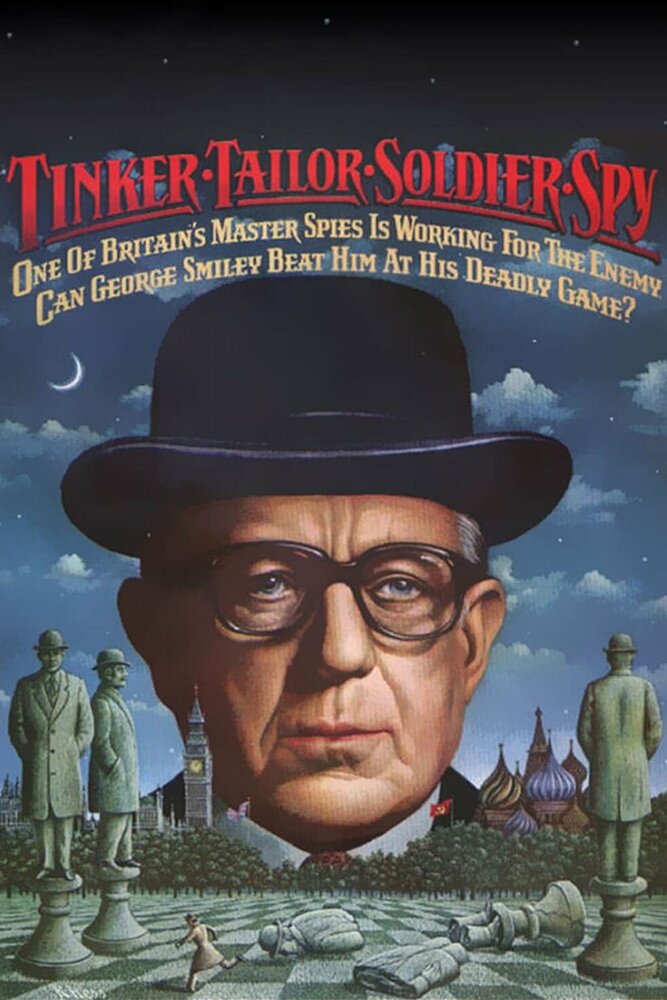 TINKER·TAILOR·SOLDIER·SPY
ONE OF BRITAIN'S MASTER SPIES IS WORKING FOR THE ENEMY
CAN GEORGE SMILEY BEAT HIM AT HIS DEADLY GAME?